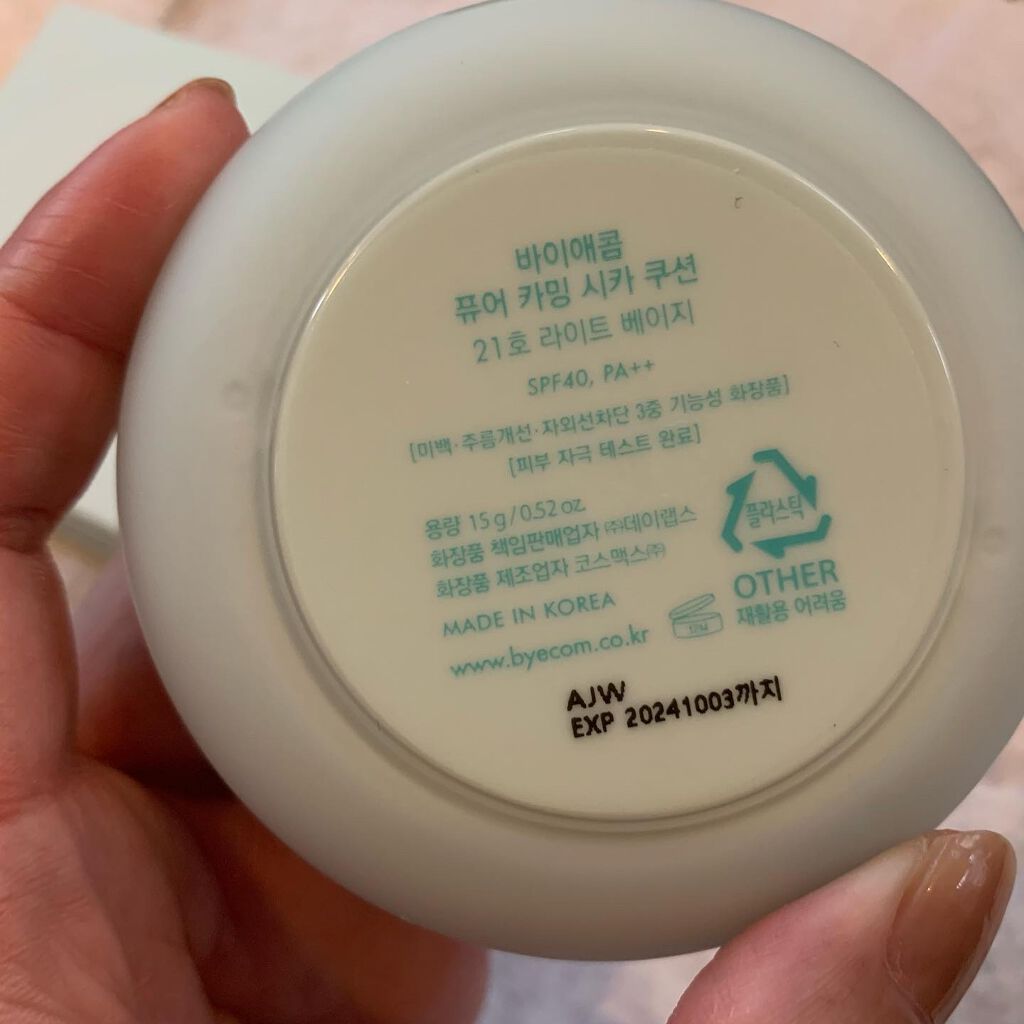 바이애콤
퓨어 카밍 시카 쿠션
21호 라이트 베이지
SPF40, PA++
[미백·주름개선·자외선차단 3중 기능성 화장품]
[피부 자극 테스트 완료]
용량 15g/0.52oz.
화장품 책임판매업자 ㈜데이랩스
화장품 제조업자 코스맥스㈜
MADE IN KOREA
www.byecom.co.kr
플라스틱
OTHER
재활용 어려움
12M
AJW
EXP 20241003까지